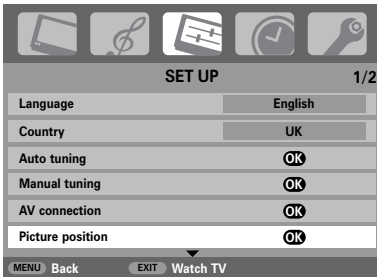 SET UP 1/2
Language English
Country UK
Auto tuning OK
Manual tuning OK
AV connection OK
Picture position OK
MENU Back EXIT Watch TV